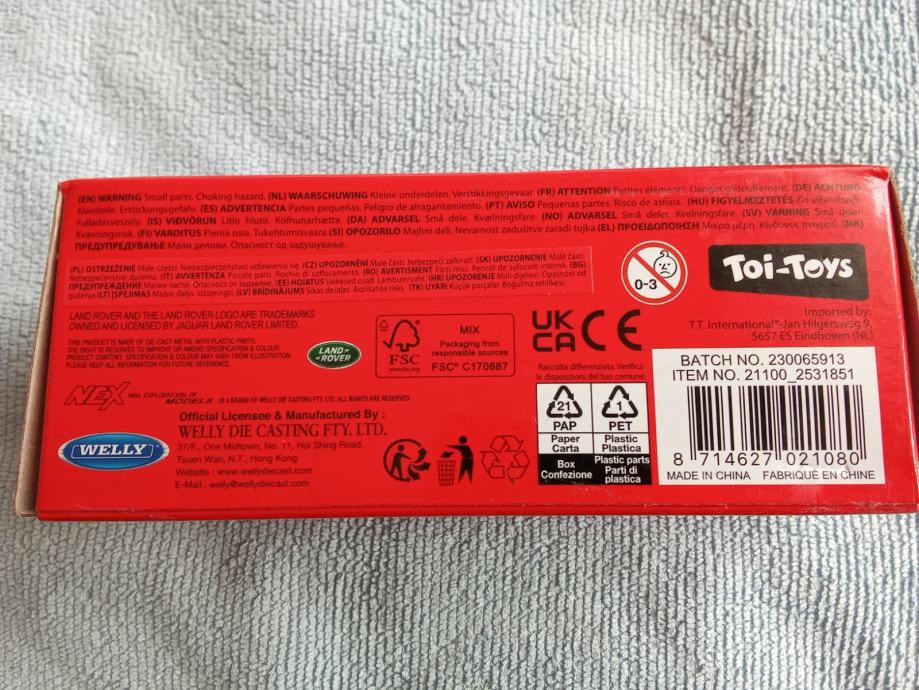 (EN) WARNING Small parts. Choking hazard. (NL) WAARSCHUWING Kleine onderdelen. Verstikkingsgevaar. (FR) ATTENTION Petites éléments. Danger d'étouffement. (DE) ACHTUNG
Kleinteile. Erstickungsgefahr. (ES) ADVERTENCIA Partes pequeñas. Peligro de atragantamiento. (PT) AVISO Pequenas partes. Risco de asfixia. (HU) FIGYELMEZTETÉS
Fulladásveszély. (IS) VIÐVÖRUN Litlir hlutir. Köfnunarhætta. (DA) ADVARSEL Små dele. Kvælningsfare. (NO) ADVARSEL Små deler. Kvelningsfare. (SV) VARNING Små delar.
Kvävningsrisk. (FI) VAROITUS Pieniä osia. Tukehtumisvaara. (SI) OPOZORILO Majhni deli. Nevarnost zadušitve zaradi tujka. (EL) ΠΡΟΕΙΔΟΠΟΙΗΣΗ Μικρά μέρη. Κίνδυνος πνιγμού. (MK)
ПРЕДУПРЕДУВАЊЕ Мали делови. Опасност од задушување.
(PL) OSTRZEŻENIE Małe części. Niebezpieczeństwo udławienia się. (CZ) UPOZORNĚNÍ Malé části. Nebezpečí zalknutí. (SK) UPOZORNENIE Malé časti.
Nebezpečenstvo dusenia. (IT) AVVERTENZA Piccole parti. Rischio di soffocamento. (RO) AVERTISMENT Părți mici. Pericol de sufocare internă. (BG)
ПРЕДУПРЕЖДЕНИЕ Малки части. Опасност от задавяне. (EE) HOIATUS Väikesed osad. Lämbumisoht. (HR) UPOZORENJE Mali dijelovi. Opasnost od
gušenja (LT) ĮSPĖJIMAS Mažos dalys. Užspringti. (LV) BRĪDINĀJUMS Sīkas detaļas. Aizrīšanās risks. (TK) UYARI Küçük parçalar. Boğulma tehlikesi.
0-3
Toi-Toys
Imported by:
T.T. International®-Jan Hilgersweg 9,
5657 ES Eindhoven (NL)
LAND ROVER AND THE LAND ROVER LOGO ARE TRADEMARKS
OWNED AND LICENSED BY JAGUAR LAND ROVER LIMITED.
THIS PRODUCT IS MADE OF DIE-CAST METAL WITH PLASTIC PARTS.
THE RIGHT IS RESERVED TO IMPROVE OR AMEND SPECIFICATION & COLOUR.
PRODUCT CONTENT, SPECIFICATION & COLOUR MAY VARY FROM ILLUSTRATION.
PLEASE KEEP ALL INFORMATION FOR FUTURE REFERENCE.
LAND-
-ROVER
FSC
www.fsc.org
MIX
Packaging from
responsible sources
FSC® C170687
UK
CA
CE
Raccolta differenziata. Verifica
le disposizioni del tuo comune.
21
PAP
Paper
Carta
Box
Confezione
1
PET
Plastic
Plastica
Plastic parts
Parti di
plastica
BATCH NO. 230065913
ITEM NO. 21100_2531851
8 714627 021080
MADE IN CHINA FABRIQUÉ EN CHINE
NEX NEW EXPLORATION OF MODELS IS A BRAND OF WELLY DIE CASTING FTY. LTD. ALL RIGHTS ARE RESERVED.
WELLY
Official Licensee & Manufactured By :
WELLY DIE CASTING FTY. LTD.
37/F., One Midtown, No. 11, Hoi Shing Road,
Tsuen Wan, N.T., Hong Kong
Website : www.wellydiecast.com
E-Mail : welly@wellydiecast.com